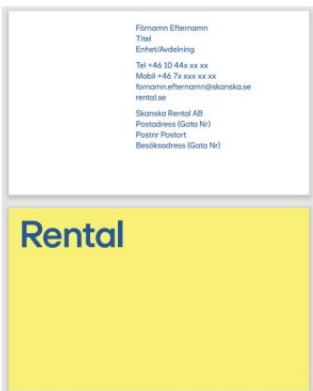 Förnamn Efternamn
Titel
Enhet/Avdelning
Tel +46 10 44x xx xx
Mobil +46 7x xxx xx xx
fornamn.efternamn@skanska.se
rental.se
Skanska Rental AB
Postadress (Gata Nr)
Postnr Postort
Besöksadress (Gata Nr)
Rental